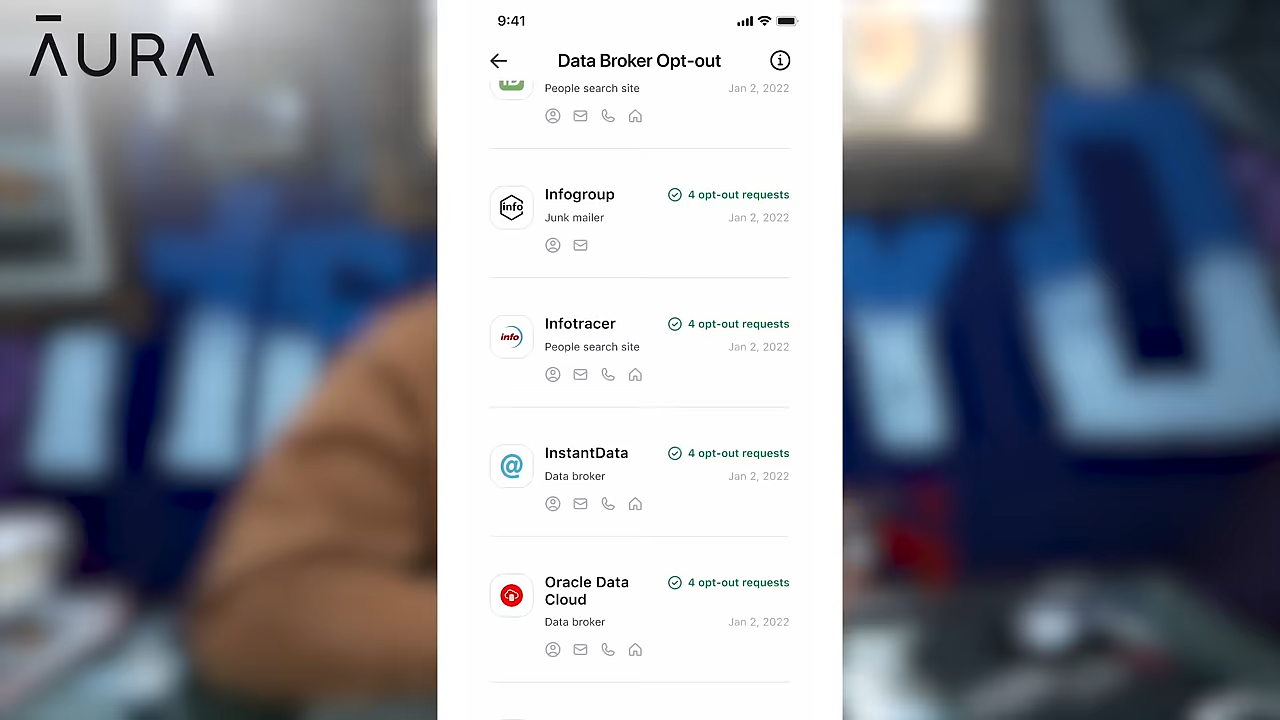 ĀURA
9:41
Data Broker Opt-out
People search site
Jan 2, 2022
info
Infogroup
4 opt-out requests
Junk mailer
Jan 2, 2022
info
Infotracer
4 opt-out requests
People search site
Jan 2, 2022
@
InstantData
4 opt-out requests
Data broker
Jan 2, 2022
Oracle Data
Cloud
4 opt-out requests
Data broker
Jan 2, 2022